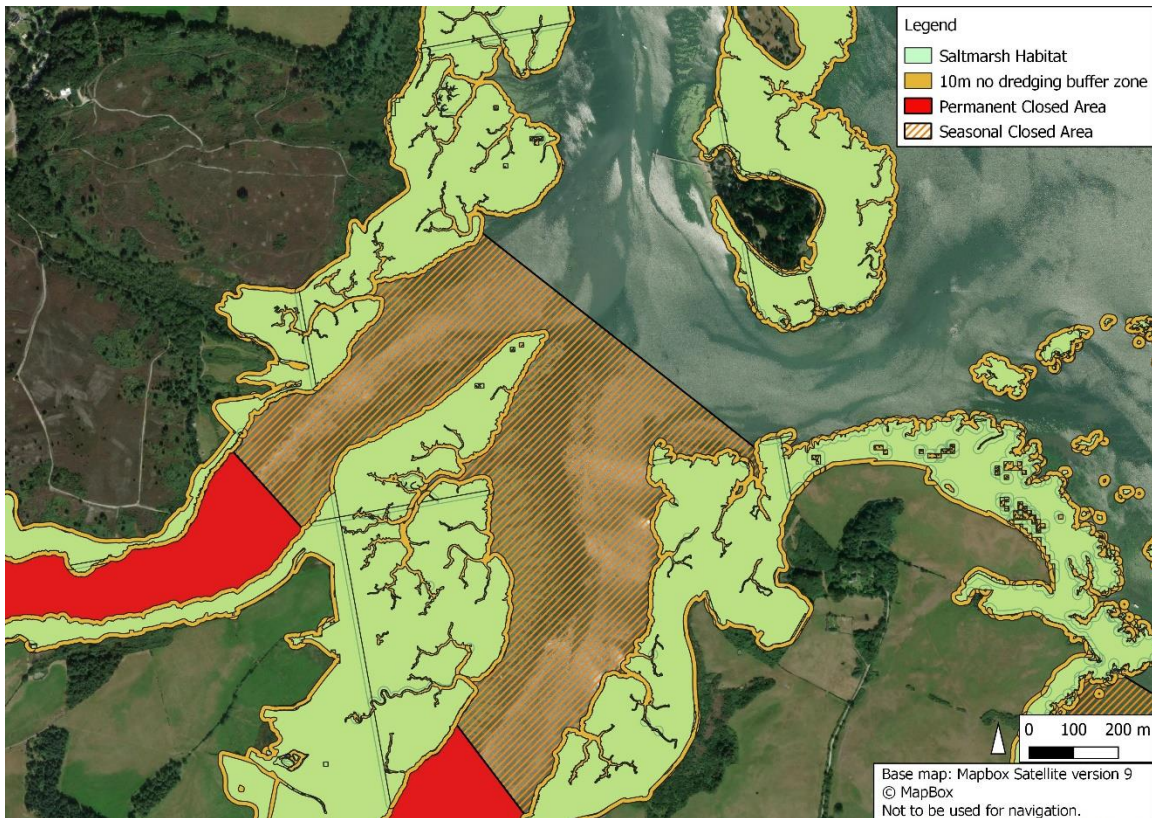 Legend
Saltmarsh Habitat
10m no dredging buffer zone
Permanent Closed Area
Seasonal Closed Area
0 100 200 m
Base map: Mapbox Satellite version 9
© MapBox
Not to be used for navigation.